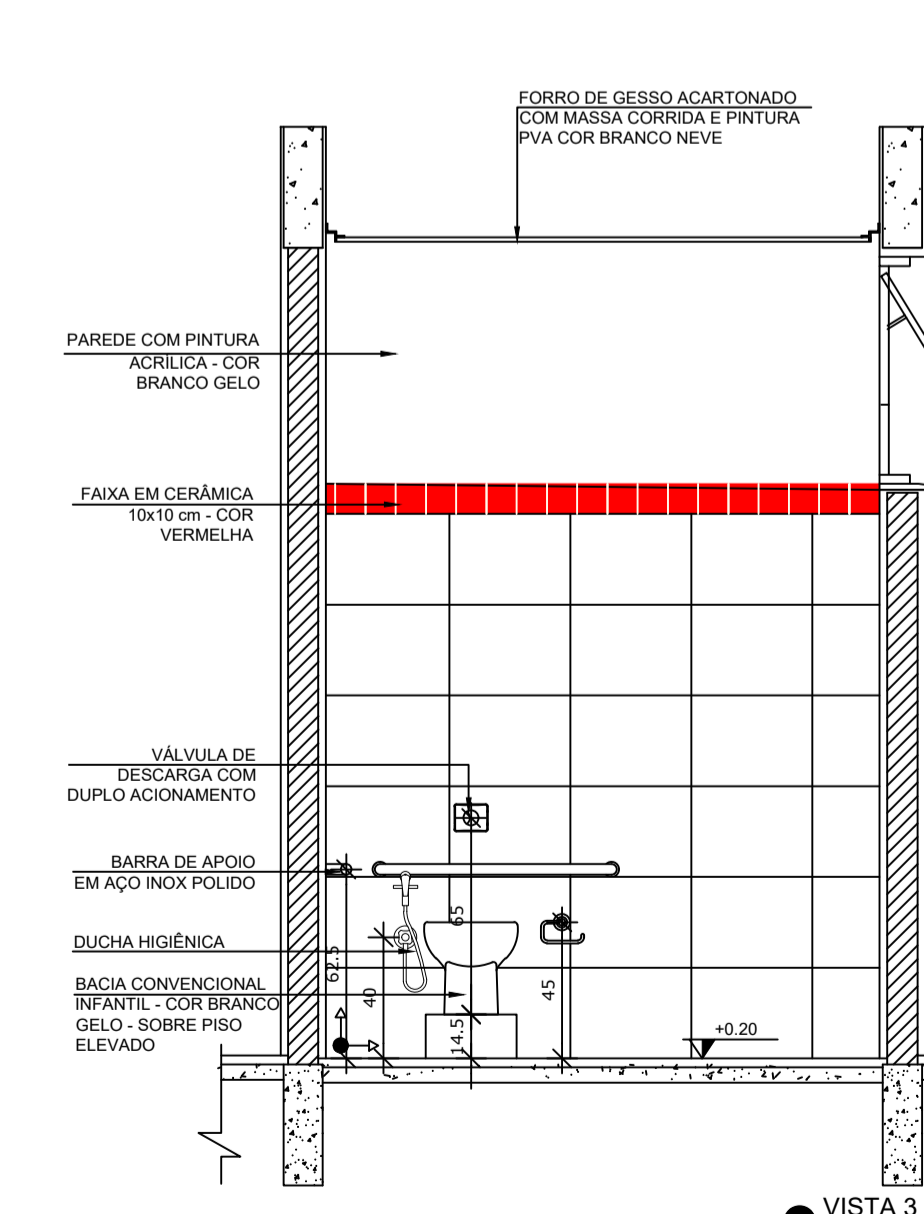 FORRO DE GESSO ACARTONADO
COM MASSA CORRIDA E PINTURA
PVA COR BRANCO NEVE
PAREDE COM PINTURA
ACRÍLICA - COR
BRANCO GELO
FAIXA EM CERÂMICA
10x10 cm - COR
VERMELHA
VÁLVULA DE
DESCARGA COM
DUPLO ACIONAMENTO
BARRA DE APOIO
EM AÇO INOX POLIDO
DUCHA HIGIÊNICA
BACIA CONVENCIONAL
INFANTIL - COR BRANCO
GELO - SOBRE PISO
ELEVADO
62.5
40
65
14.5
45
+0.20
VISTA 3